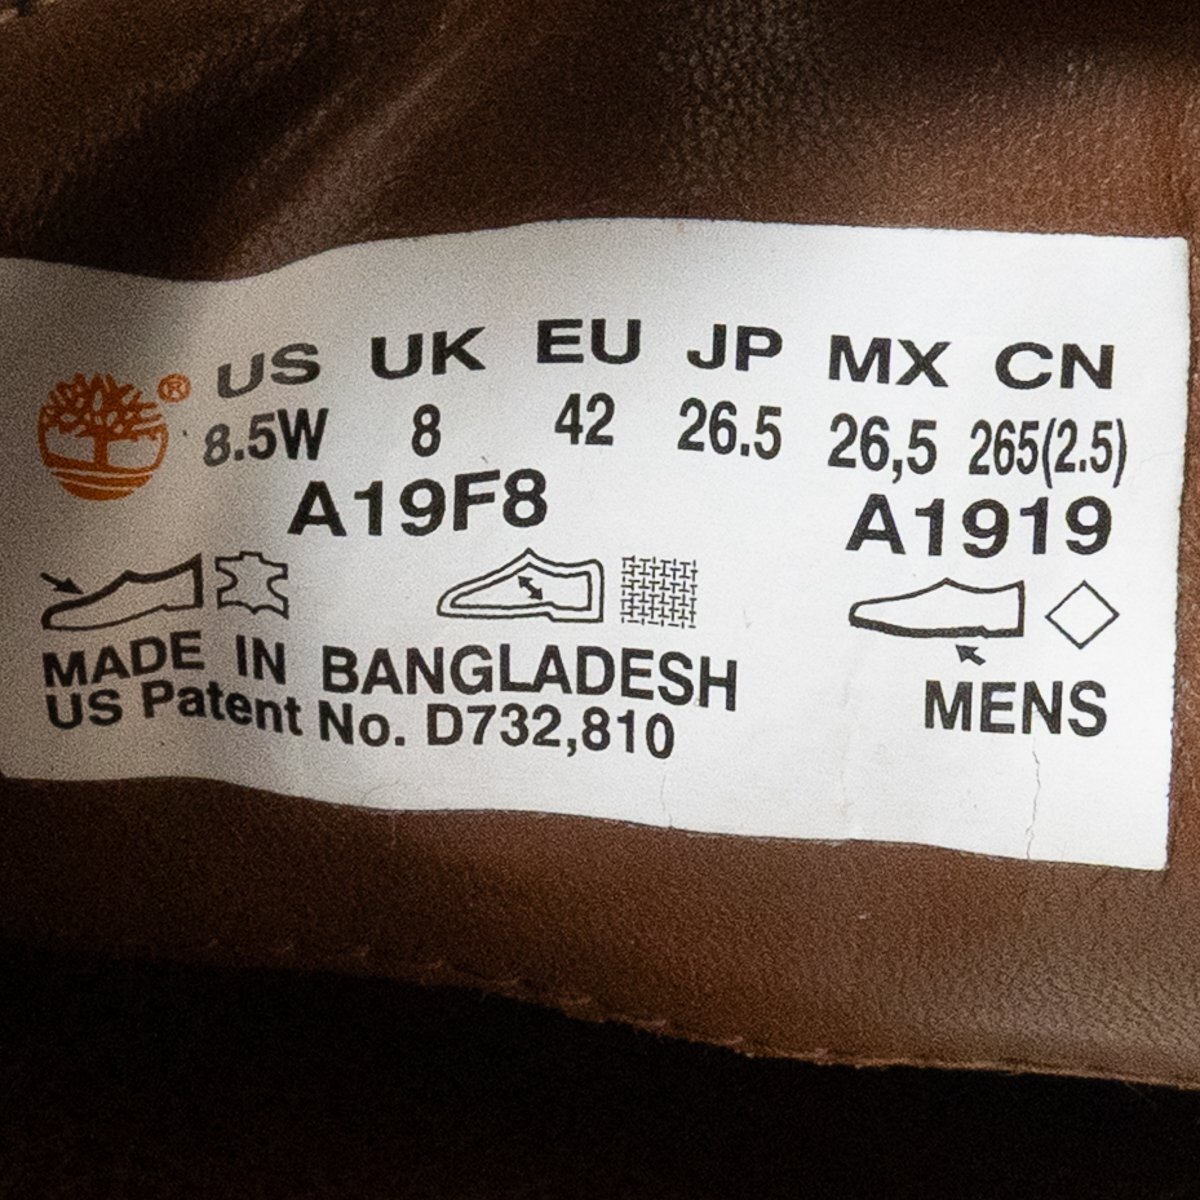 ® US UK EU JP MX CN
8.5W 8 42 26.5 26,5 265(2.5)
A19F8 A1919
MADE IN BANGLADESH
US Patent No. D732,810 MENS